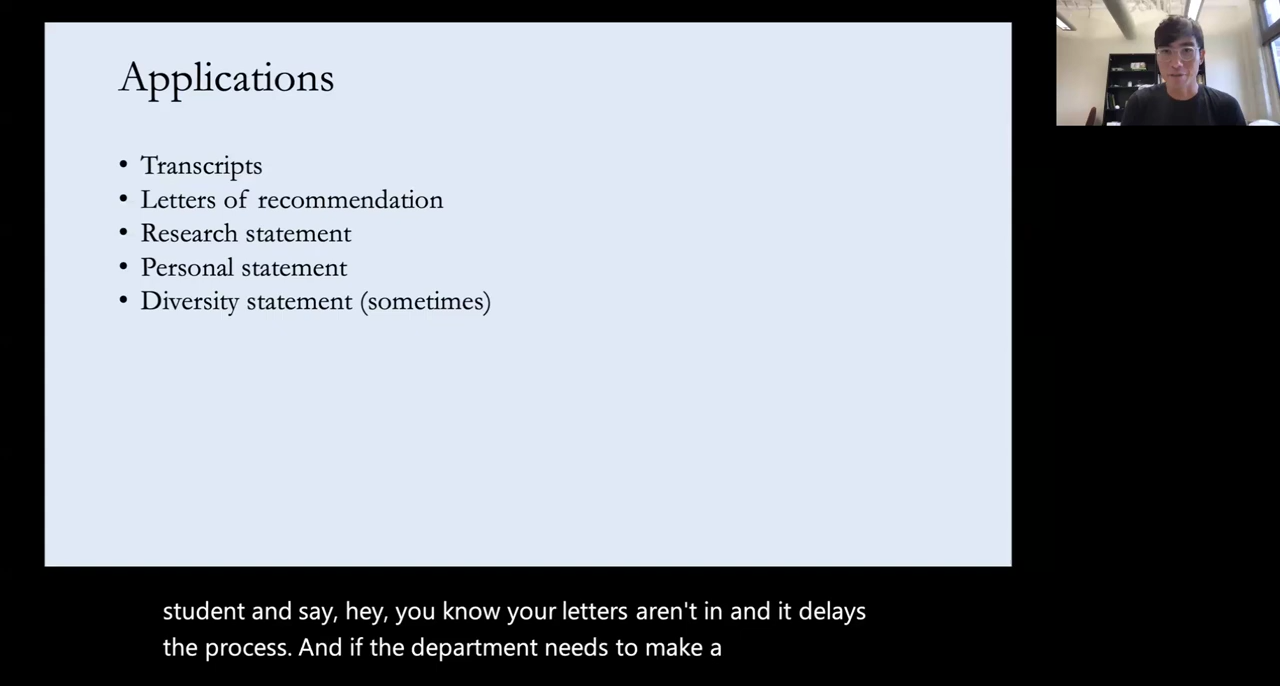 Applications
• Transcripts
• Letters of recommendation
• Research statement
• Personal statement
• Diversity statement (sometimes)
student and say, hey, you know your letters aren't in and it delays
the process. And if the department needs to make a